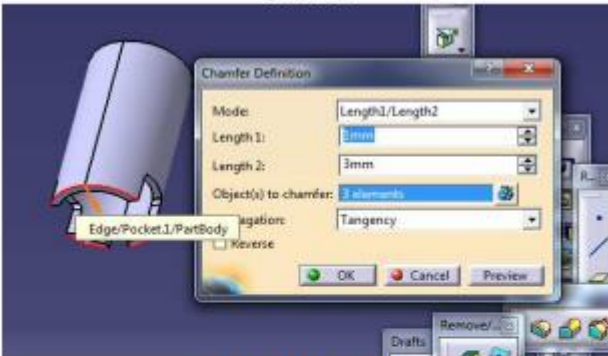 Chamfer Definition
Mode: Length1/Length2
Length 1: 1mm
Length 2: 3mm
Object(s) to chamfer: 3 elements
agation: Tangency
Reverse
OK Cancel Preview
Edge/Pocket.1/PartBody
R...
Remove/...
Drafts